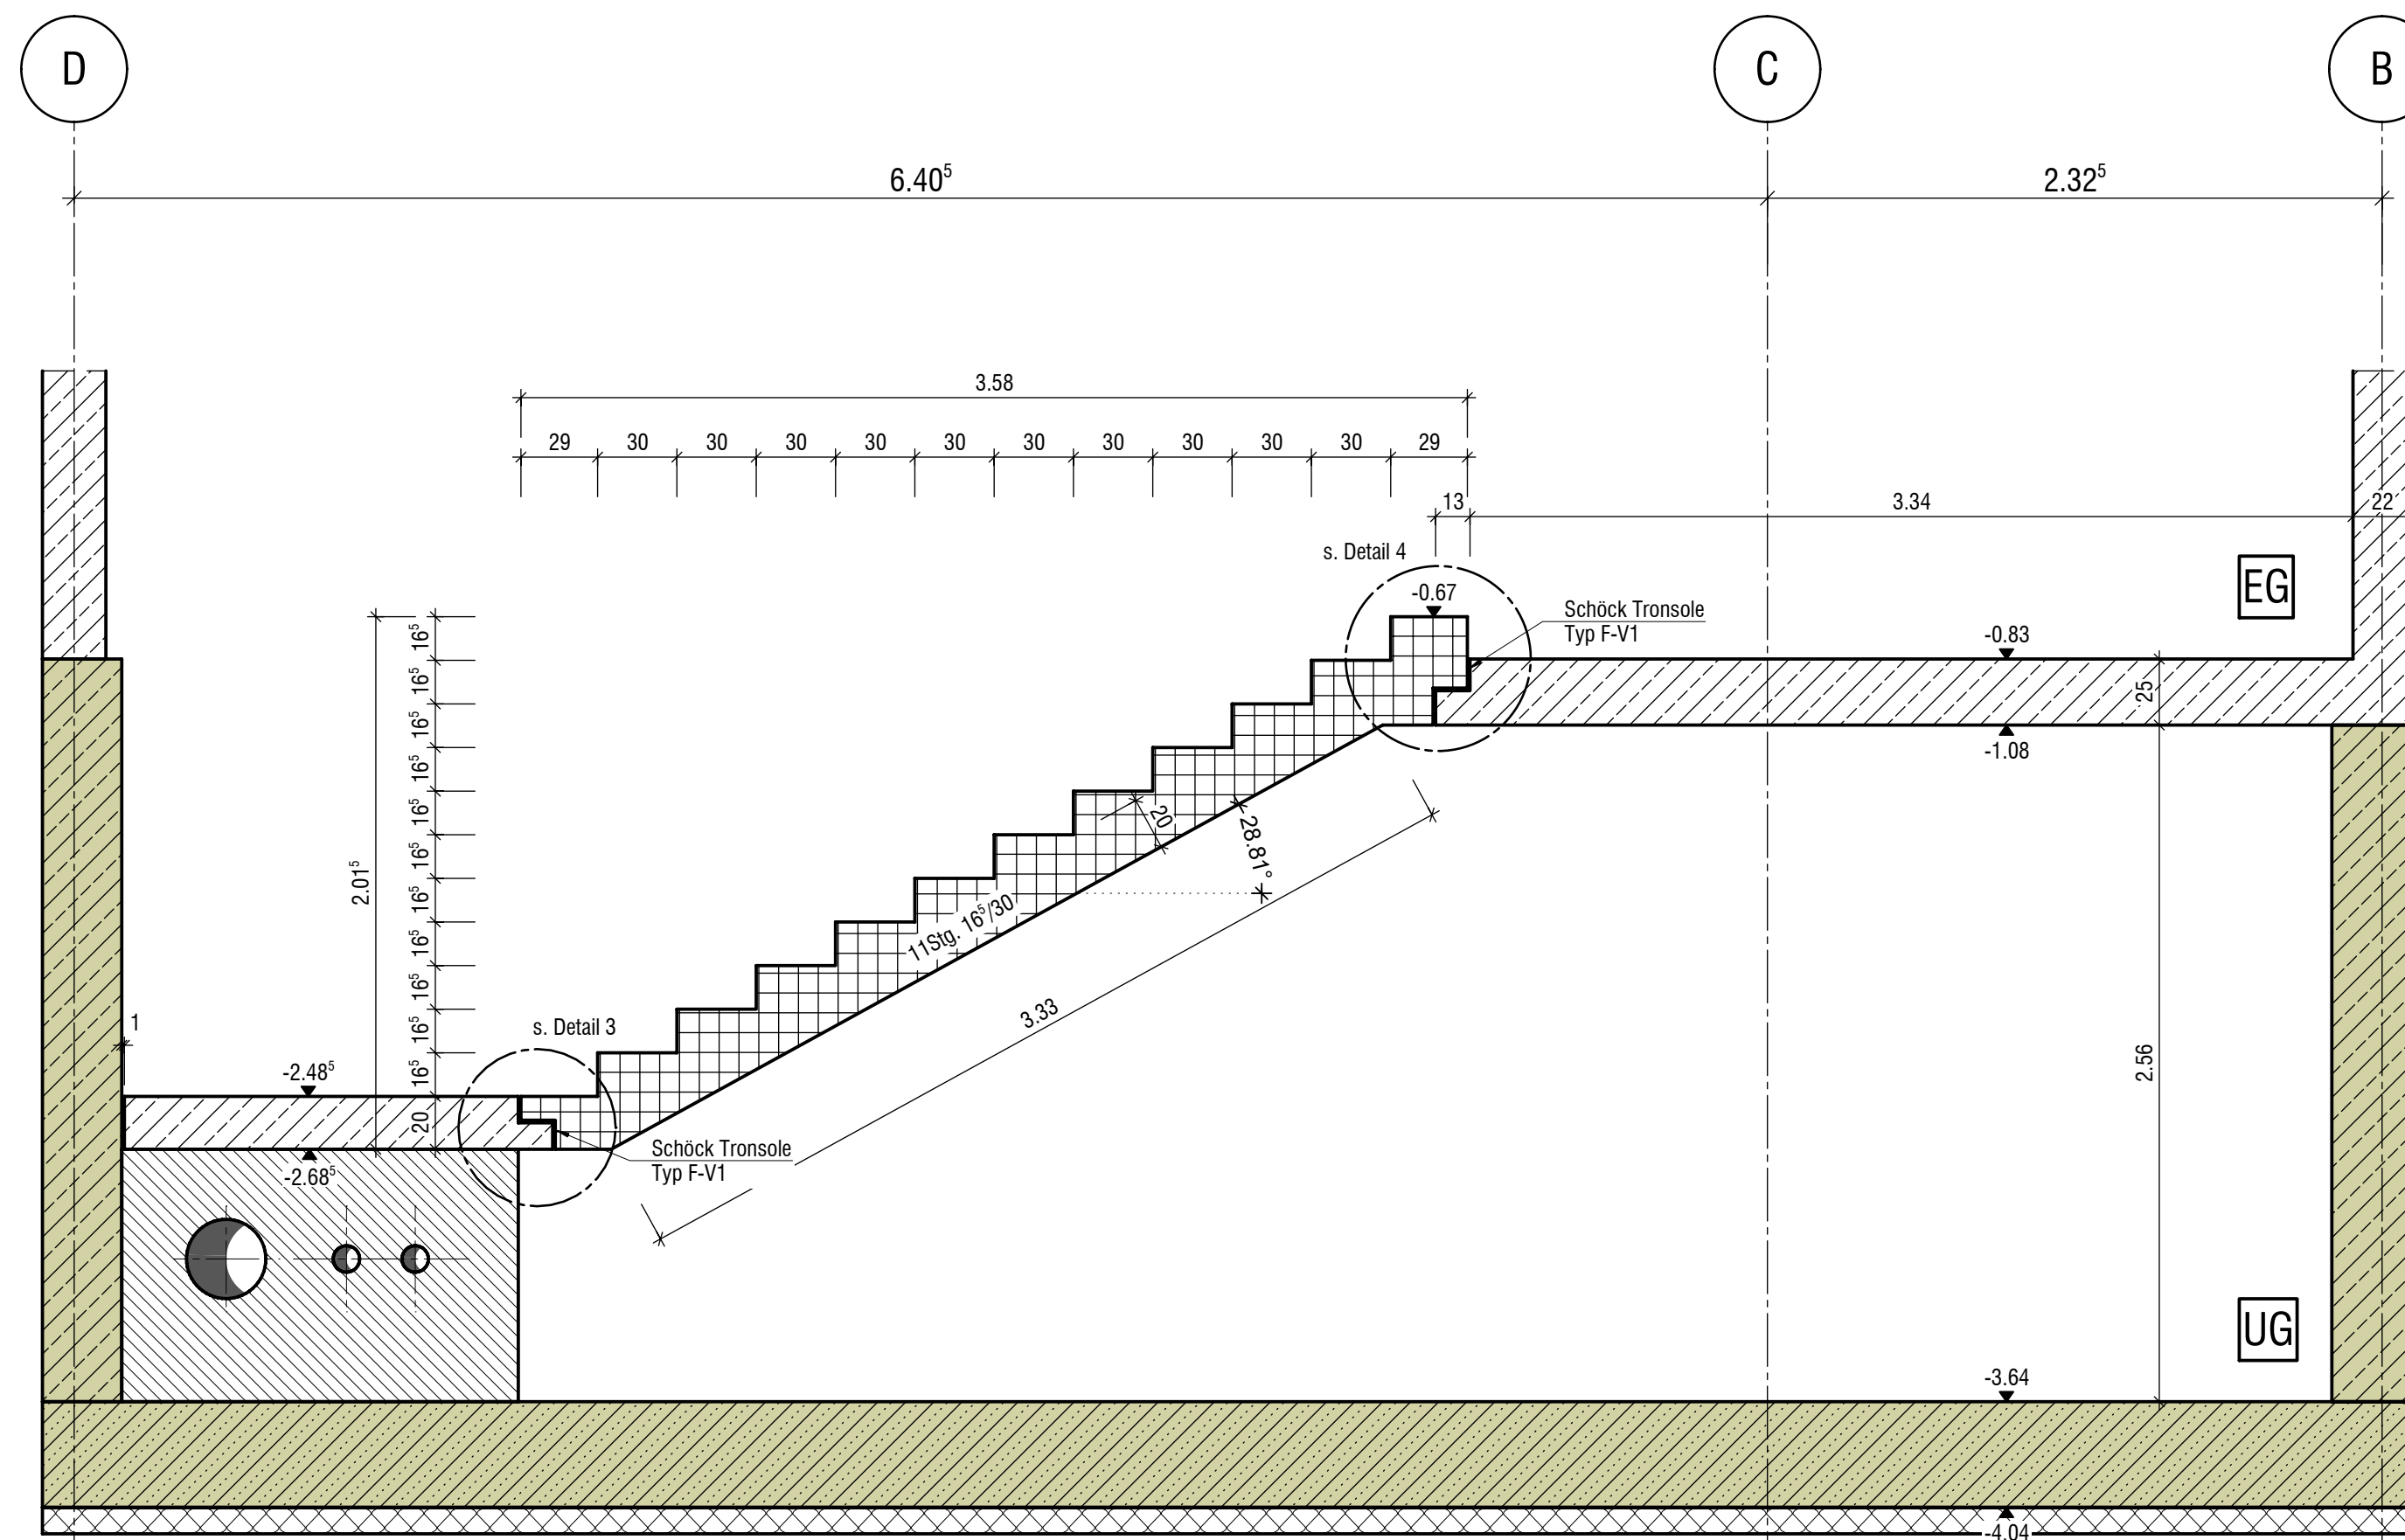 D
C
B
6.40⁵
2.32⁵
3.58
29 30 30 30 30 30 30 30 30 30 30 29
13
3.34
22
s. Detail 4
-0.67
Schöck Tronsole
Typ F-V1
EG
-0.83
25
-1.08
16⁵
16⁵
16⁵
16⁵
16⁵
16⁵
16⁵
16⁵
16⁵
16⁵
16⁵
20
2.01⁵
20
28.81°
11Stg. 16⁵/30
3.33
1
s. Detail 3
-2.48⁵
-2.68⁵
Schöck Tronsole
Typ F-V1
2.56
UG
-3.64
-4.04